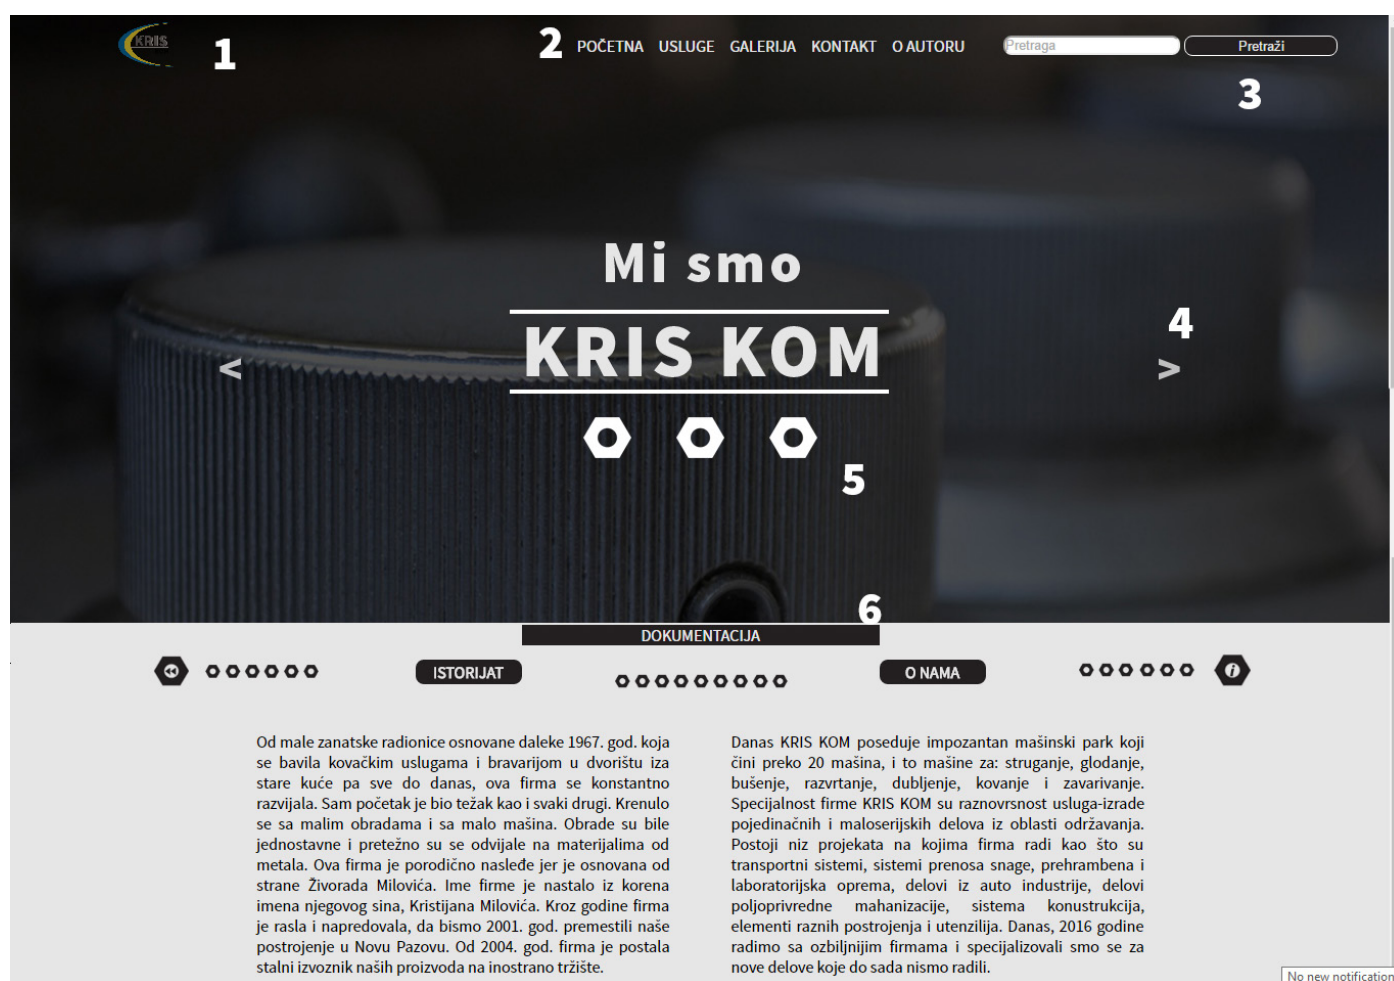 KRIS
1
2 POČETNA USLUGE GALERIJA KONTAKT O AUTORU Pretraga Pretraži
3
Mi smo
4
KRIS KOM
< >
5
6
DOKUMENTACIJA
ISTORIJAT
O NAMA
Od male zanatske radionice osnovane daleke 1967. god. koja
se bavila kovačkim uslugama i bravarijom u dvorištu iza
stare kuće pa sve do danas, ova firma se konstantno
razvijala. Sam početak je bio težak kao i svaki drugi. Krenulo
se sa malim obradama i sa malo mašina. Obrade su bile
jednostavne i pretežno su se odvijale na materijalima od
metala. Ova firma je porodično nasleđe jer je osnovana od
strane Živorada Milovića. Ime firme je nastalo iz korena
imena njegovog sina, Kristijana Milovića. Kroz godine firma
je rasla i napredovala, da bismo 2001. god. premestili naše
postrojenje u Novu Pazovu. Od 2004. god. firma je postala
stalni izvoznik naših proizvoda na inostrano tržište.
Danas KRIS KOM poseduje impozantan mašinski park koji
čini preko 20 mašina, i to mašine za: struganje, glodanje,
bušenje, razvrtanje, dubljenje, kovanje i zavarivanje.
Specijalnost firme KRIS KOM su raznovrsnost usluga-izrade
pojedinačnih i maloserijskih delova iz oblasti održavanja.
Postoji niz projekata na kojima firma radi kao što su
transportni sistemi, sistemi prenosa snage, prehrambena i
laboratorijska oprema, delovi iz auto industrije, delovi
poljoprivredne mahanizacije, sistema konustrukcija,
elementi raznih postrojenja i utenzilija. Danas, 2016 godine
radimo sa ozbiljnijim firmama i specijalizovali smo se za
nove delove koje do sada nismo radili.
No new notification